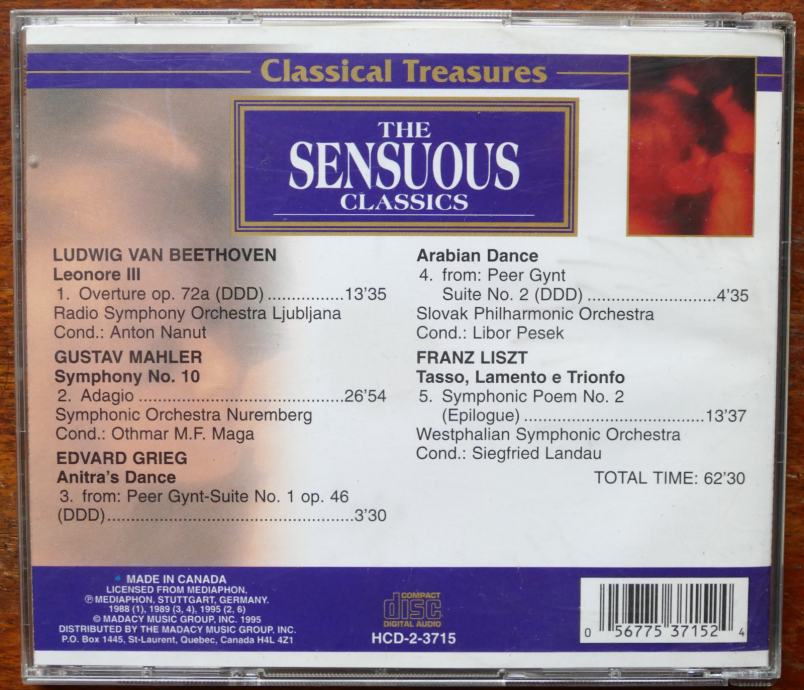 Classical Treasures
THE
SENSUOUS
CLASSICS
LUDWIG VAN BEETHOVEN
Leonore III
1. Overture op. 72a (DDD) ................13'35
Radio Symphony Orchestra Ljubljana
Cond.: Anton Nanut
GUSTAV MAHLER
Symphony No. 10
2. Adagio ...........................................26'54
Symphonic Orchestra Nuremberg
Cond.: Othmar M.F. Maga
EDVARD GRIEG
Anitra's Dance
3. from: Peer Gynt-Suite No. 1 op. 46
(DDD)....................................................3'30
Arabian Dance
4. from: Peer Gynt
Suite No. 2 (DDD) ...........................4'35
Slovak Philharmonic Orchestra
Cond.: Libor Pesek
FRANZ LISZT
Tasso, Lamento e Trionfo
5. Symphonic Poem No. 2
(Epilogue) ......................................13'37
Westphalian Symphonic Orchestra
Cond.: Siegfried Landau
TOTAL TIME: 62'30
MADE IN CANADA
LICENSED FROM MEDIAPHON.
℗ MEDIAPHON, STUTTGART, GERMANY.
1988 (1), 1989 (3, 4), 1995 (2, 6)
© MADACY MUSIC GROUP, INC. 1995
DISTRIBUTED BY THE MADACY MUSIC GROUP, INC.
P.O. Box 1445, St-Laurent, Quebec, Canada H4L 4Z1
COMPACT
disc
DIGITAL AUDIO
HCD-2-3715
0 56775 37152 4